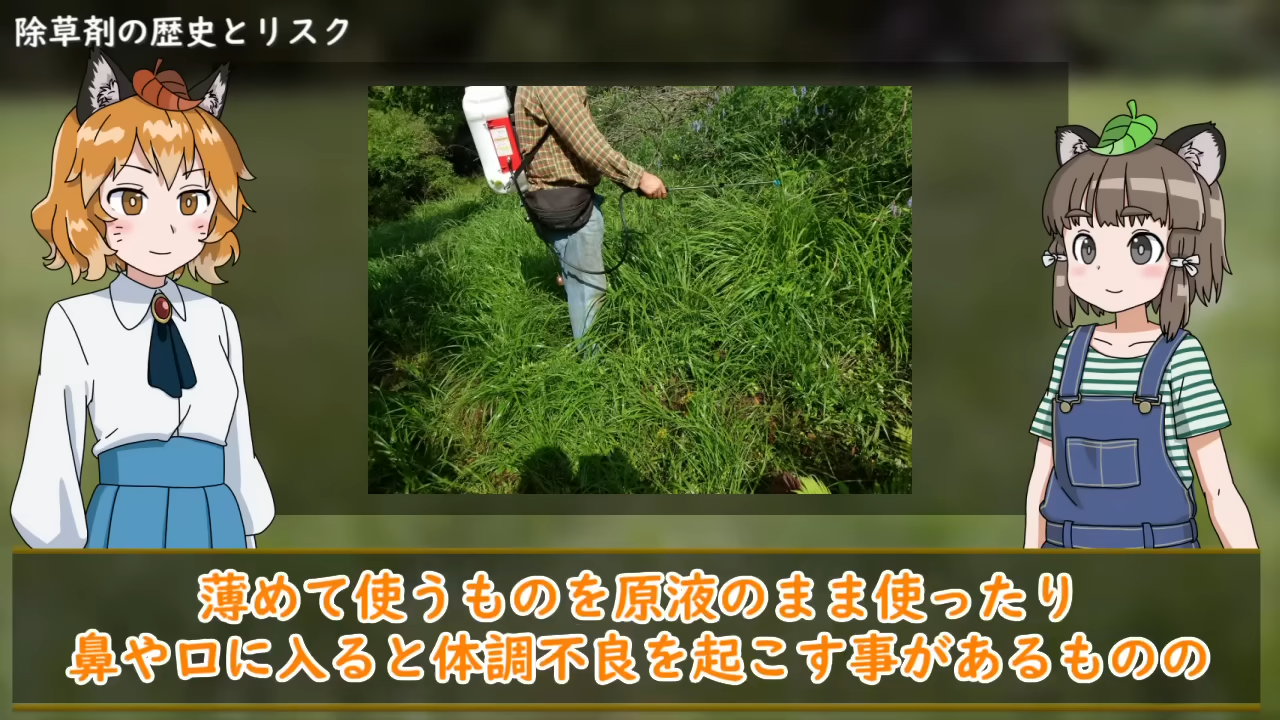 除草剤の歴史とリスク
薄めて使うものを原液のまま使ったり
鼻や口に入ると体調不良を起こす事があるものの